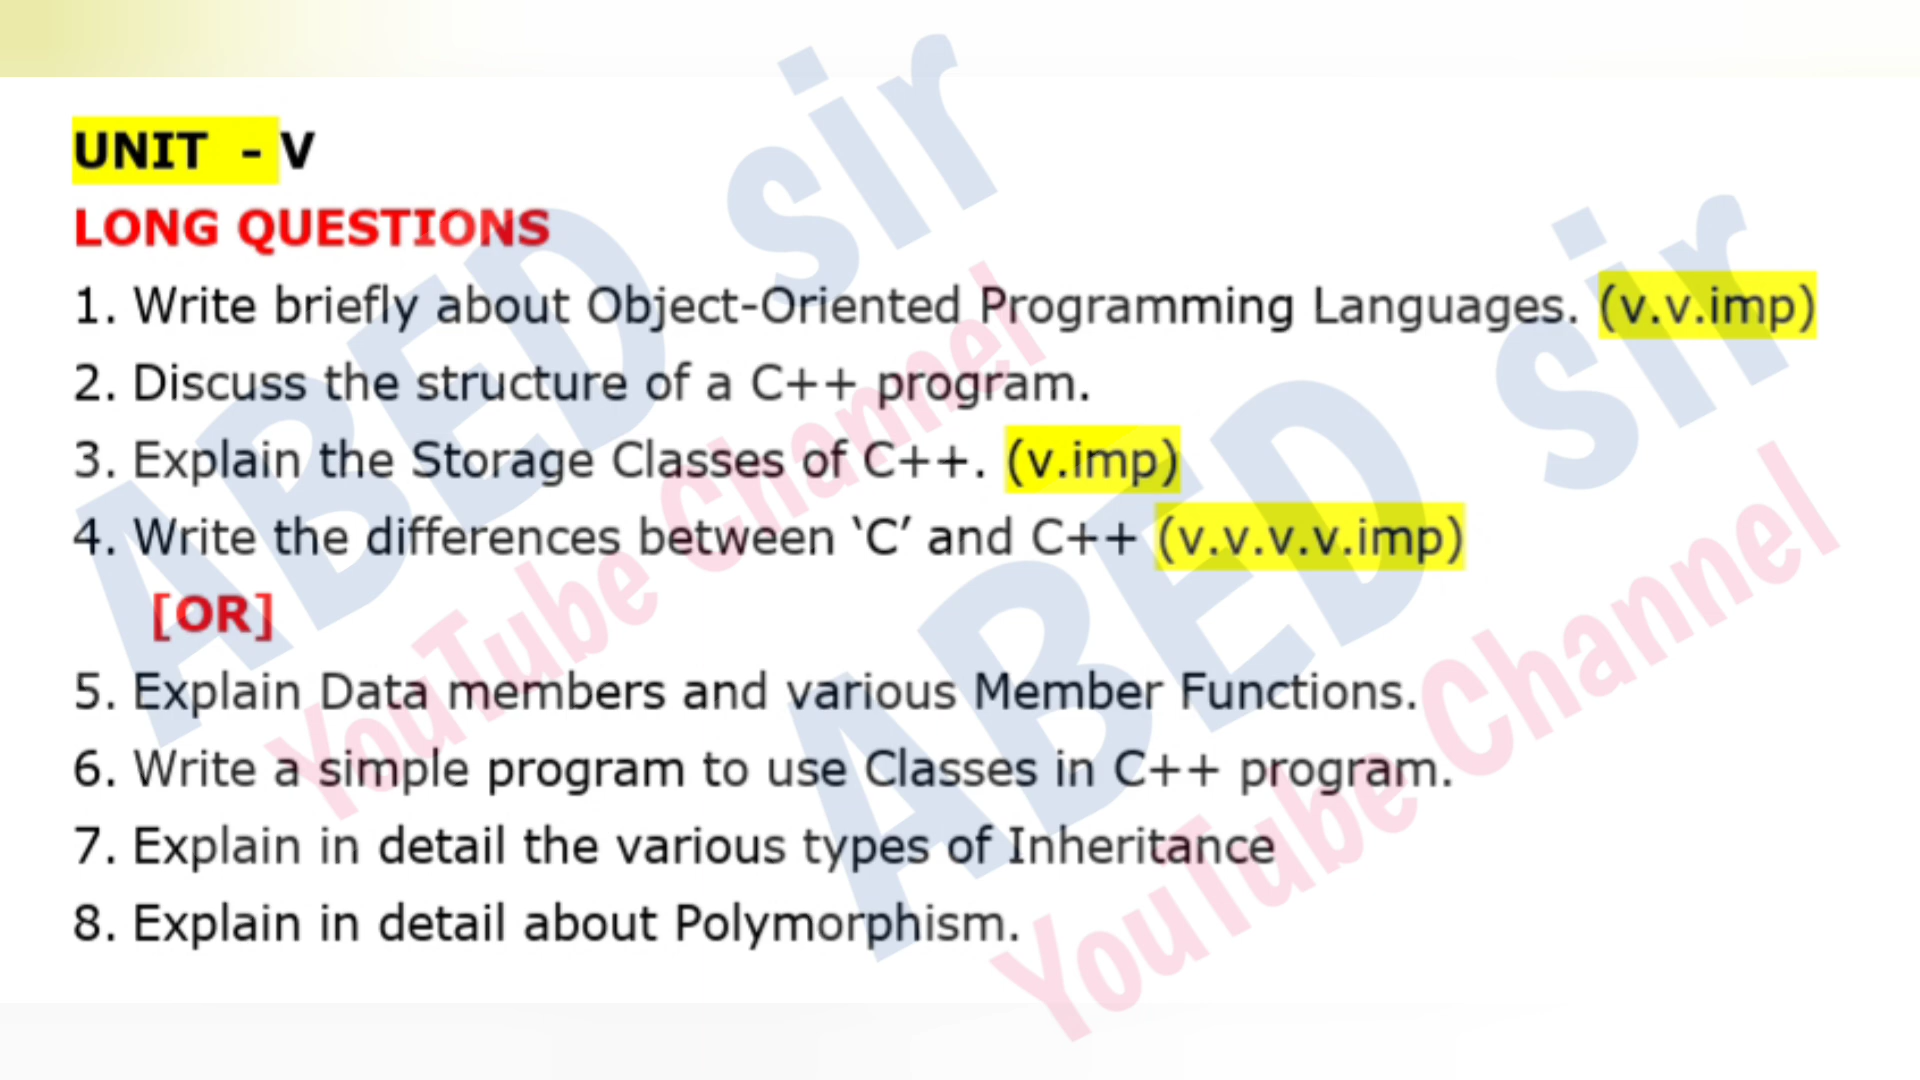 UNIT - V
LONG QUESTIONS
1. Write briefly about Object-Oriented Programming Languages. (v.v.imp)
2. Discuss the structure of a C++ program.
3. Explain the Storage Classes of C++. (v.imp)
4. Write the differences between ‘C’ and C++ (v.v.v.v.imp)
[OR]
5. Explain Data members and various Member Functions.
6. Write a simple program to use Classes in C++ program.
7. Explain in detail the various types of Inheritance
8. Explain in detail about Polymorphism.
ABED sir
YouTube Channel
ABED sir
YouTube Channel